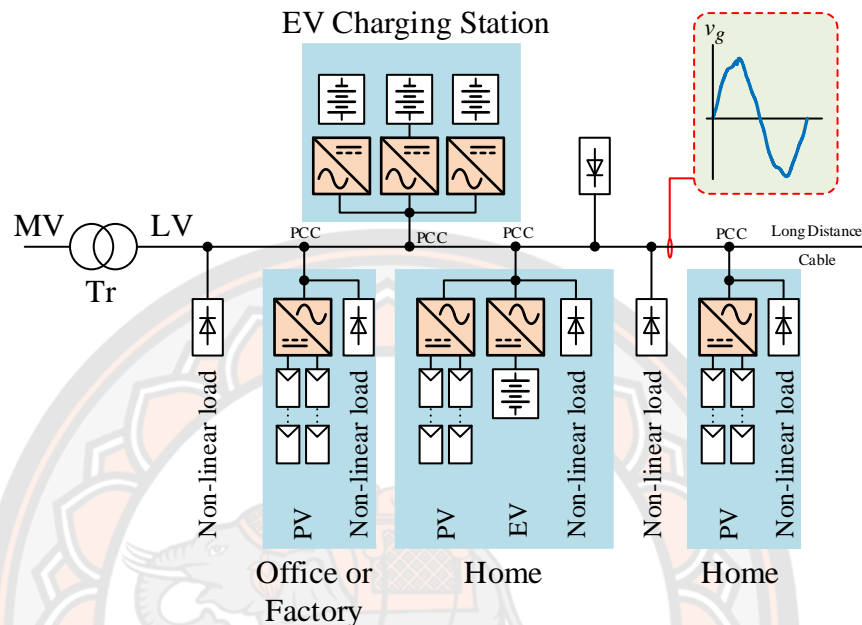 EV Charging Station
v_g
MV
LV
Tr
PCC
PCC
PCC
PCC
Long Distance
Cable
Non-linear load
PV
Non-linear load
Office or
Factory
PV
EV
Non-linear load
Home
Non-linear load
PV
Non-linear load
Home